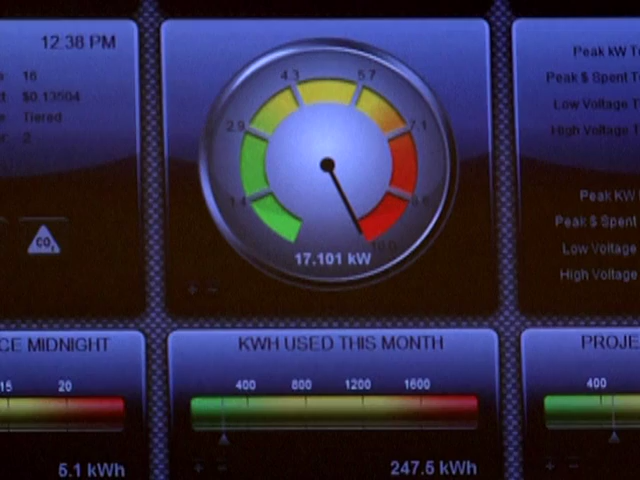 12.38 PM
16
$0.13504
Tiered
2
CO₂
1.4
2.9
4.3
5.7
7.1
17.101 kW
Peak kW
Peak $ Spent
Low Voltage
High Voltage
Peak KW
Peak $ Spent
Low Voltage
High Voltage
CE MIDNIGHT
15 20
5.1 kWh
KWH USED THIS MONTH
400 800 1200 1600
247.5 kWh
PROJE
400